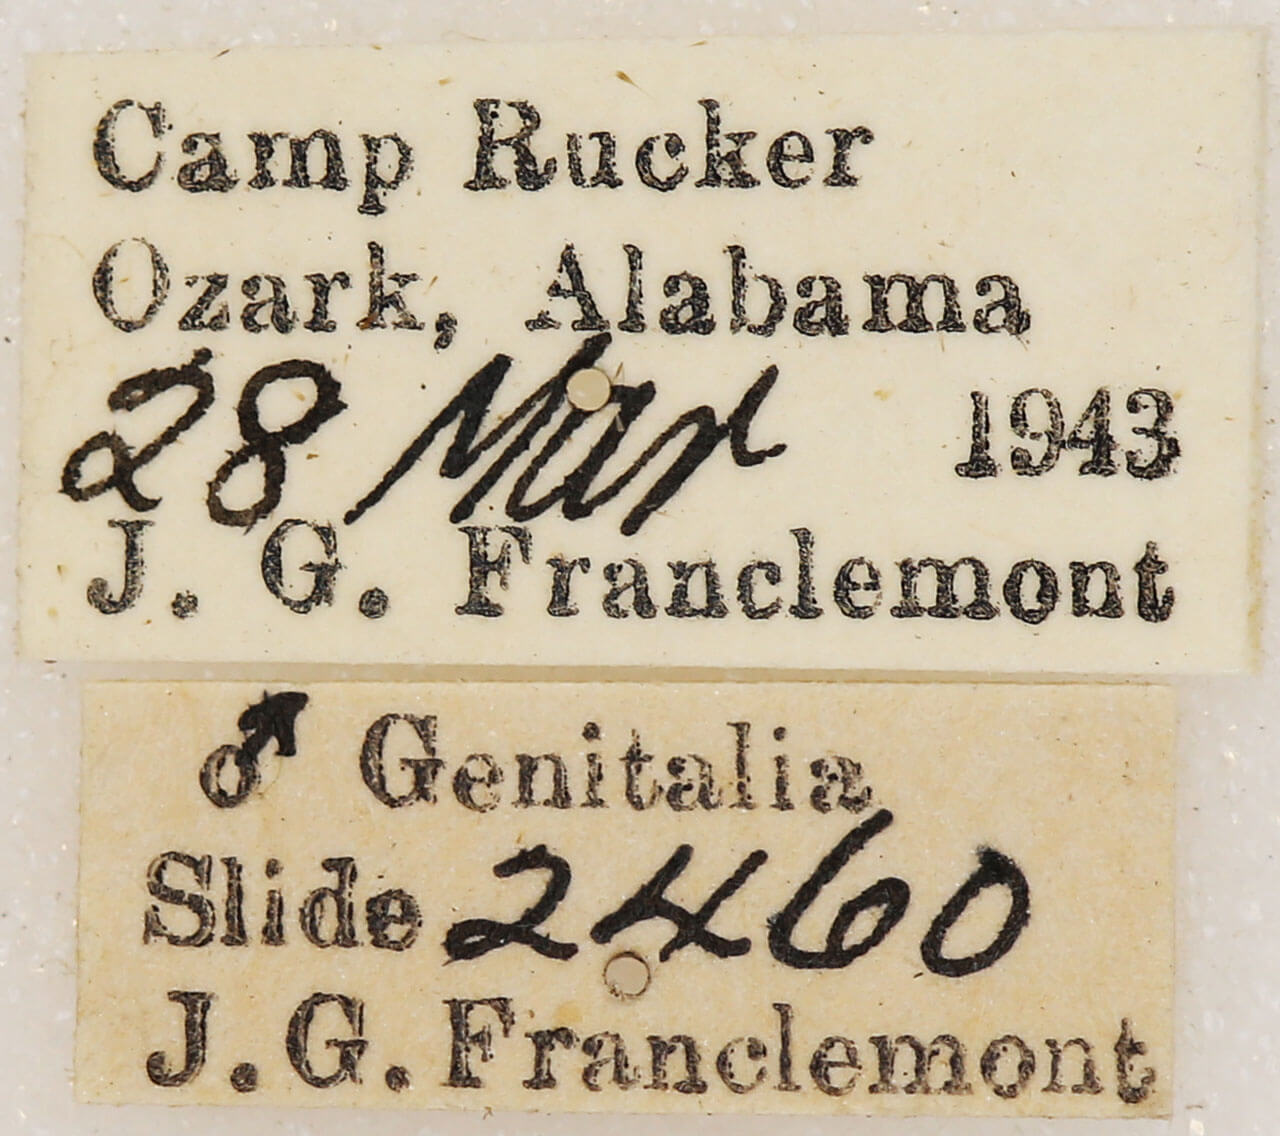 Camp Rucker
Ozark, Alabama
28 Mar 1943
J. G. Franclemont
♂ Genitalia
Slide 2460
J. G. Franclemont